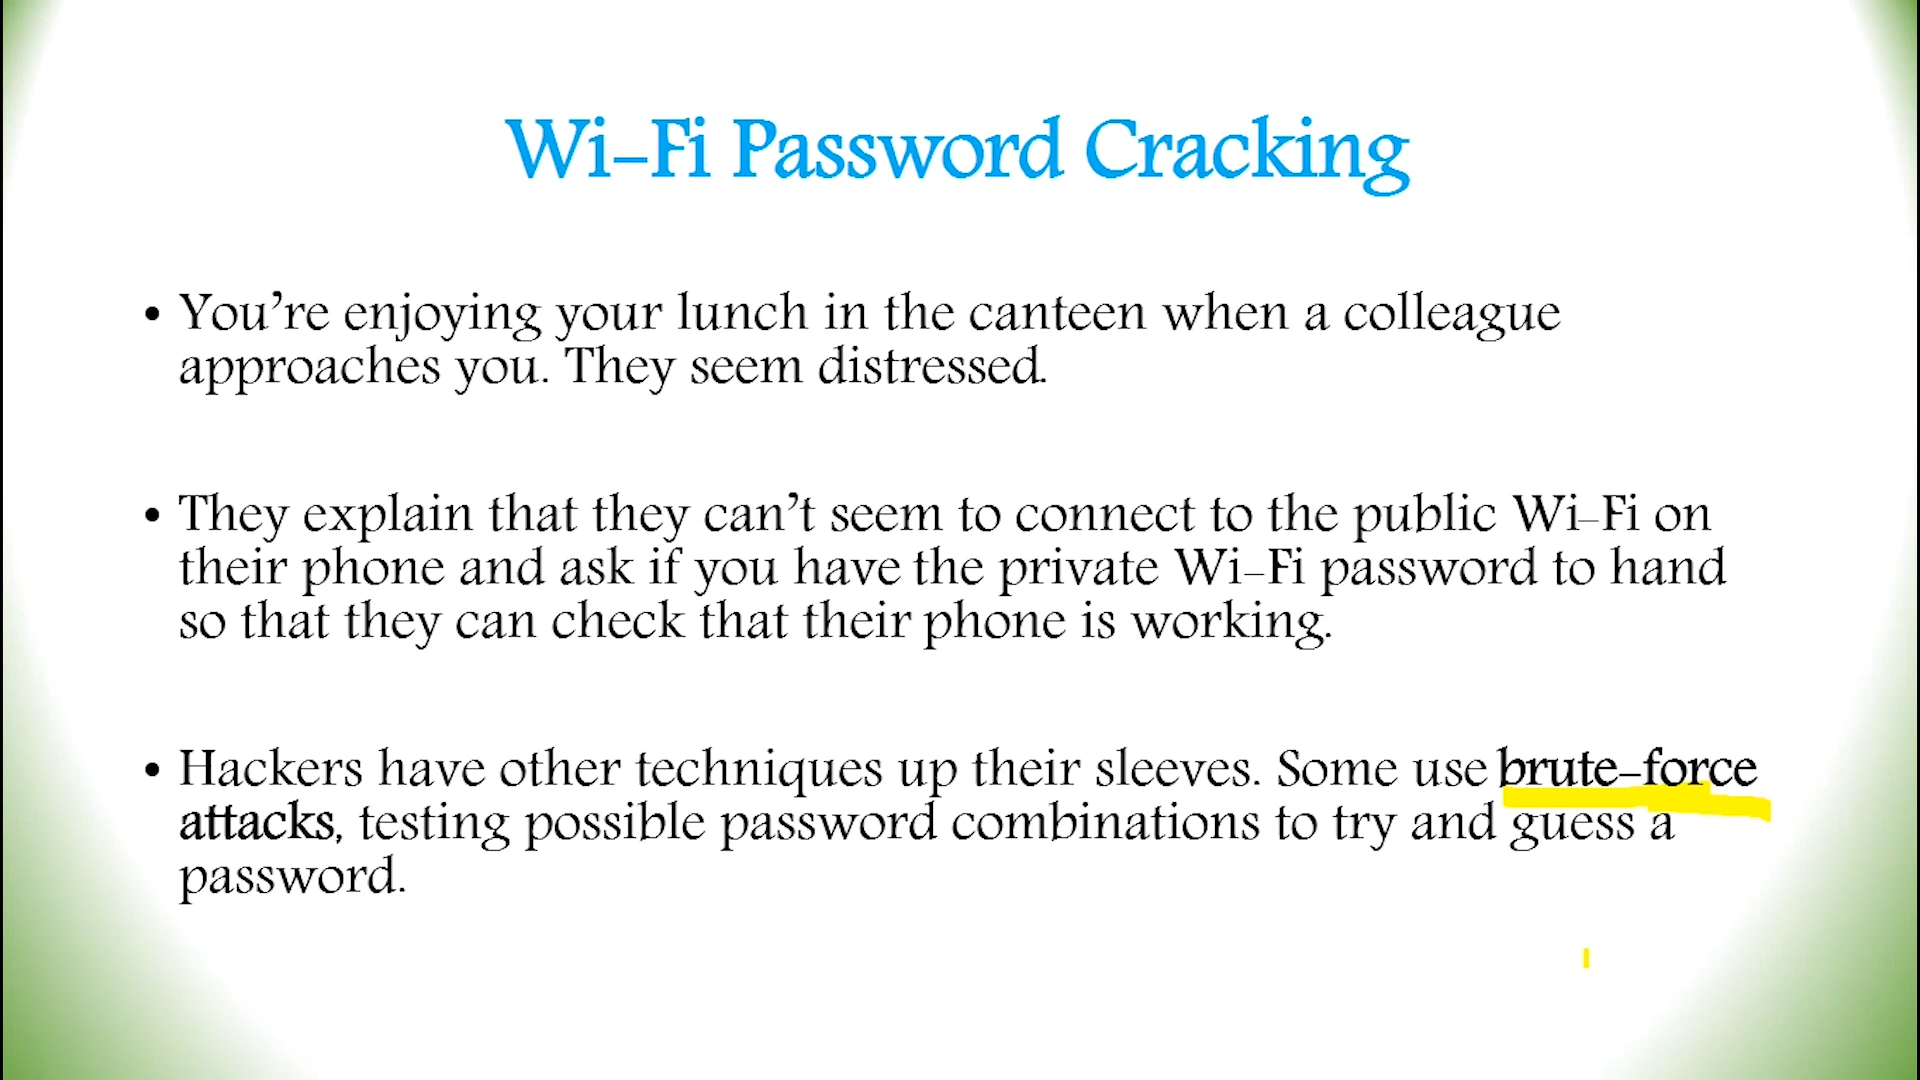 Wi-Fi Password Cracking
• You’re enjoying your lunch in the canteen when a colleague
approaches you. They seem distressed.
• They explain that they can’t seem to connect to the public Wi-Fi on
their phone and ask if you have the private Wi-Fi password to hand
so that they can check that their phone is working.
• Hackers have other techniques up their sleeves. Some use brute-force
attacks, testing possible password combinations to try and guess a
password.